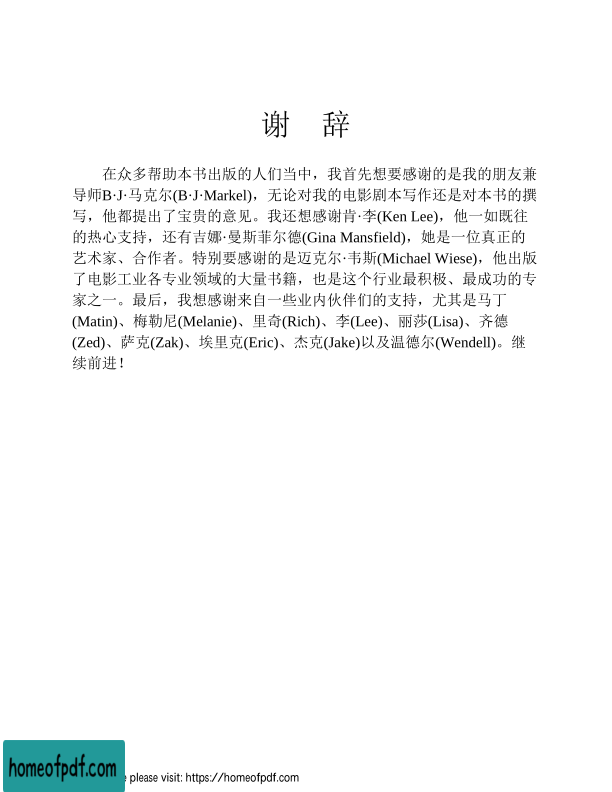 谢　辞
在众多帮助本书出版的人们当中，我首先想要感谢的是我的朋友兼
导师B·J·马克尔(B·J·Markel)，无论对我的电影剧本写作还是对本书的撰
写，他都提出了宝贵的意见。我还想感谢肯·李(Ken Lee)，他一如既往
的热心支持，还有吉娜·曼斯菲尔德(Gina Mansfield)，她是一位真正的
艺术家、合作者。特别要感谢的是迈克尔·韦斯(Michael Wiese)，他出版
了电影工业各专业领域的大量书籍，也是这个行业最积极、最成功的专
家之一。最后，我想感谢来自一些业内伙伴们的支持，尤其是马丁
(Matin)、梅勒尼(Melanie)、里奇(Rich)、李(Lee)、丽莎(Lisa)、齐德
(Zed)、萨克(Zak)、埃里克(Eric)、杰克(Jake)以及温德尔(Wendell)。继
续前进！
homeofpdf.com
please visit: https://homeofpdf.com